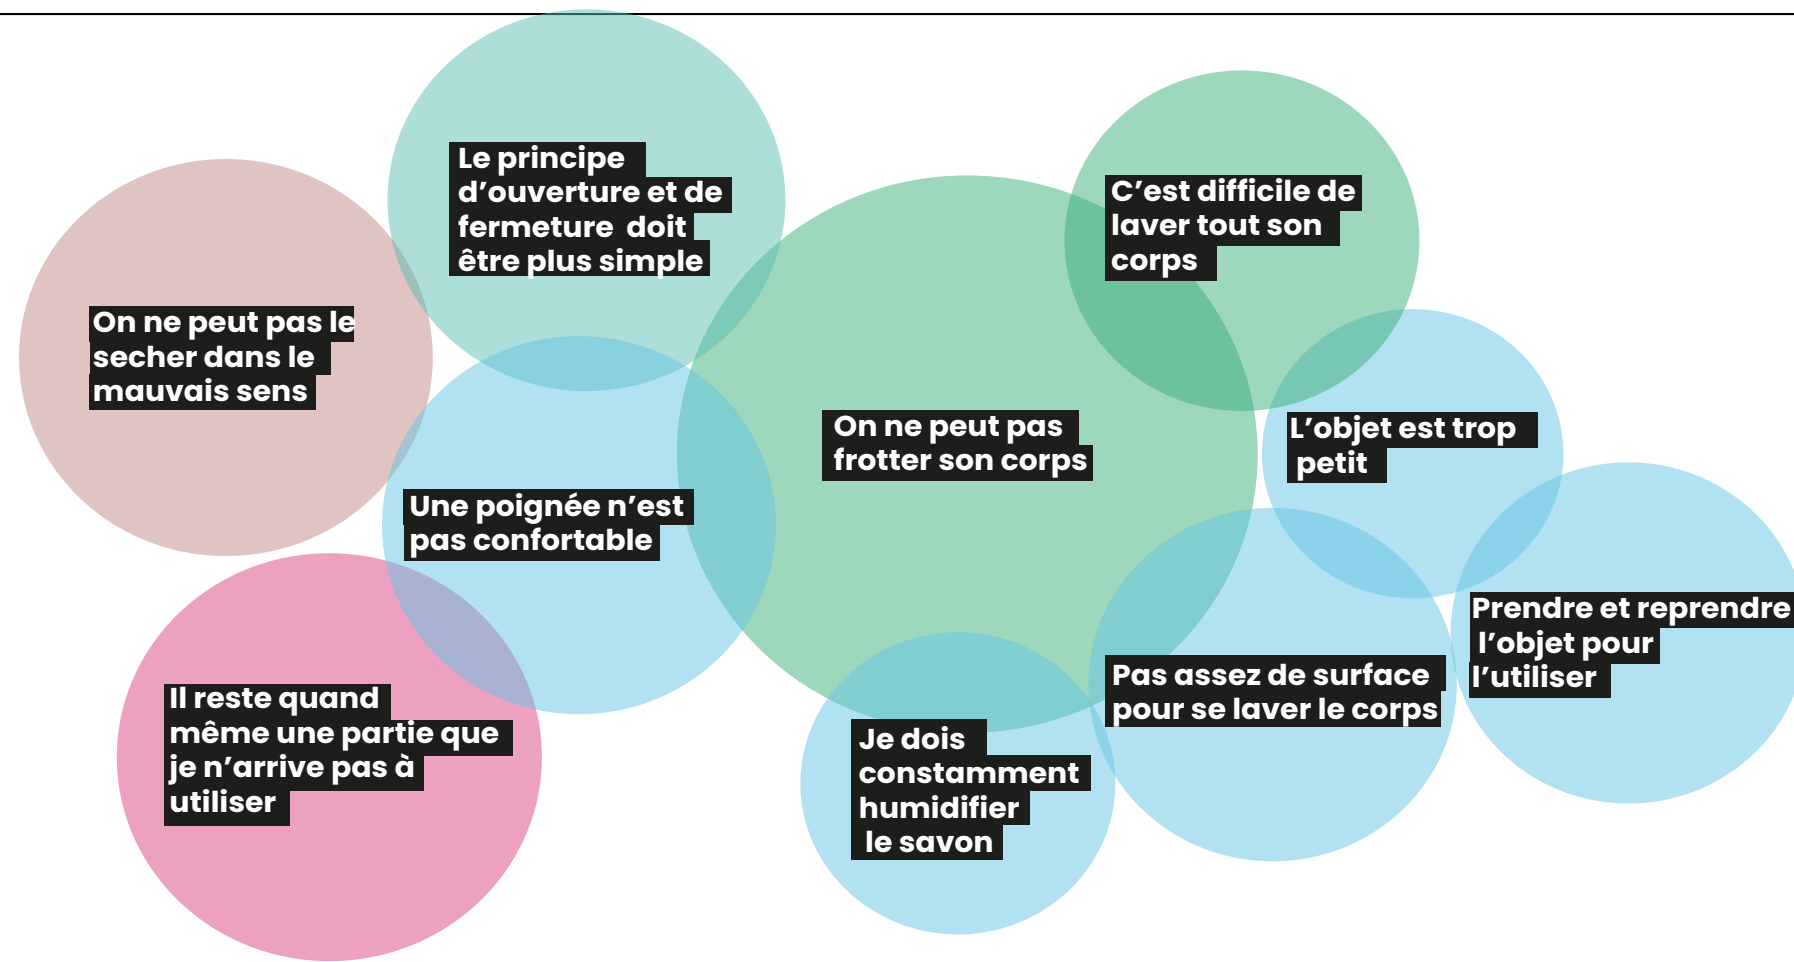 Le principe
d’ouverture et de
fermeture  doit
être plus simple
C’est difficile de
laver tout son
corps
On ne peut pas le
secher dans le
mauvais sens
On ne peut pas
frotter son corps
L’objet est trop
petit
Une poignée n’est
pas confortable
Prendre et reprendre
l’objet pour
l’utiliser
Pas assez de surface
pour se laver le corps
Il reste quand
même une partie que
je n’arrive pas à
utiliser
Je dois
constamment
humidifier
le savon